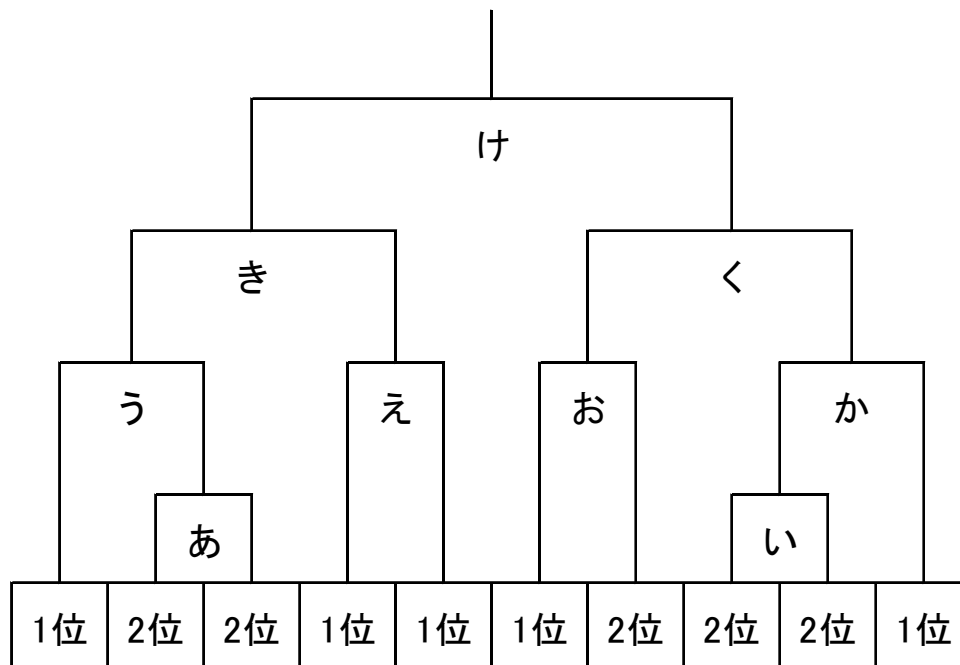 け
き く
う え お か
あ い
1位 2位 2位 1位 1位 1位 2位 2位 2位 1位